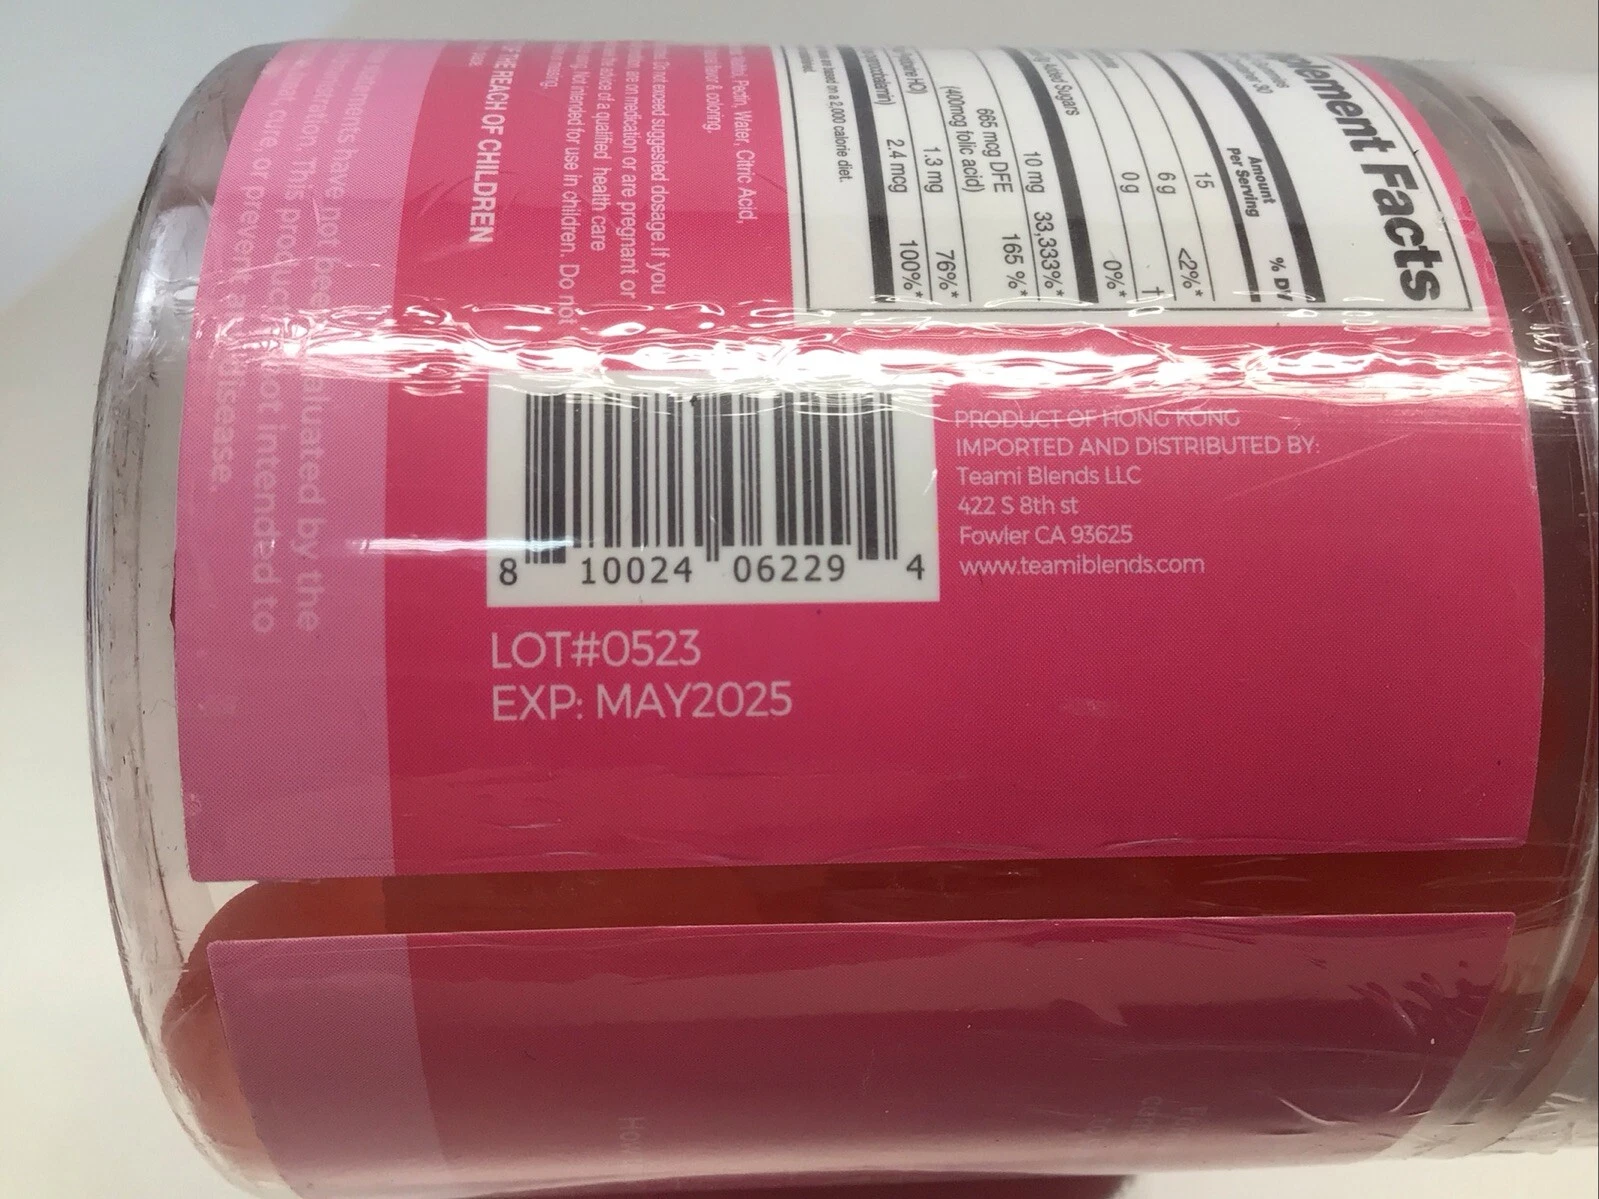 plement Facts
Amount
Per Serving
% DV
15
<2%*
6 g
†
Added Sugars
0 g
0%*
10 mg 33,333%*
665 mcg DFE 165 %*
(400mcg folic acid)
1.3 mg 76%*
2.4 mcg 100%*
are based on a 2,000 calorie diet.
Pectin, Water, Citric Acid,
flavor & coloring.
Do not exceed suggested dosage. If you
are on medication or are pregnant or
the advice of a qualified health care
Not intended for use in children. Do not
THE REACH OF CHILDREN
have not been evaluated by the
This product not intended to
cure, or prevent disease.
8 10024 06229 4
LOT#0523
EXP: MAY2025
PRODUCT OF HONG KONG
IMPORTED AND DISTRIBUTED BY:
Teami Blends LLC
422 S 8th st
Fowler CA 93625
www.teamiblends.com